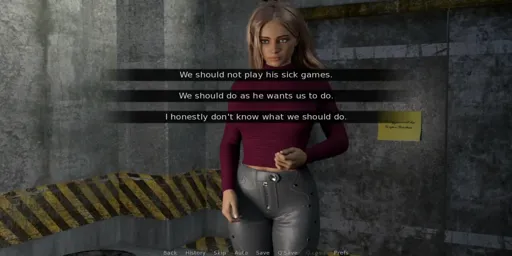 We should not play his sick games.
We should do as he wants us to do.
I honestly don't know what we should do.
Back History Skip Auto Save Q.Save Prefs